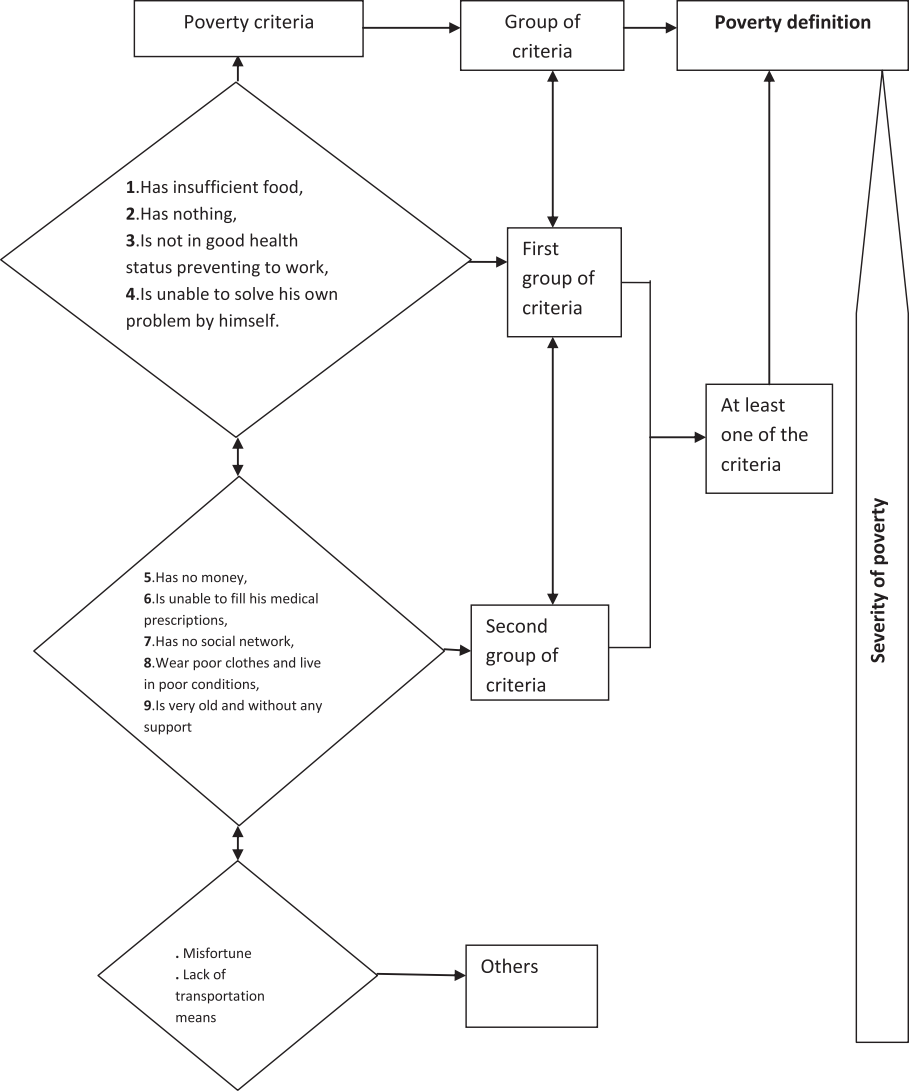 Poverty criteria
Group of
criteria
Poverty definition
1.Has insufficient food,
2.Has nothing,
3.Is not in good health
status preventing to work,
4.Is unable to solve his own
problem by himself.
First
group of
criteria
At least
one of the
criteria
5.Has no money,
6.Is unable to fill his medical
prescriptions,
7.Has no social network,
8.Wear poor clothes and live
in poor conditions,
9.Is very old and without any
support
Second
group of
criteria
Severity of poverty
. Misfortune
. Lack of
transportation
means
Others